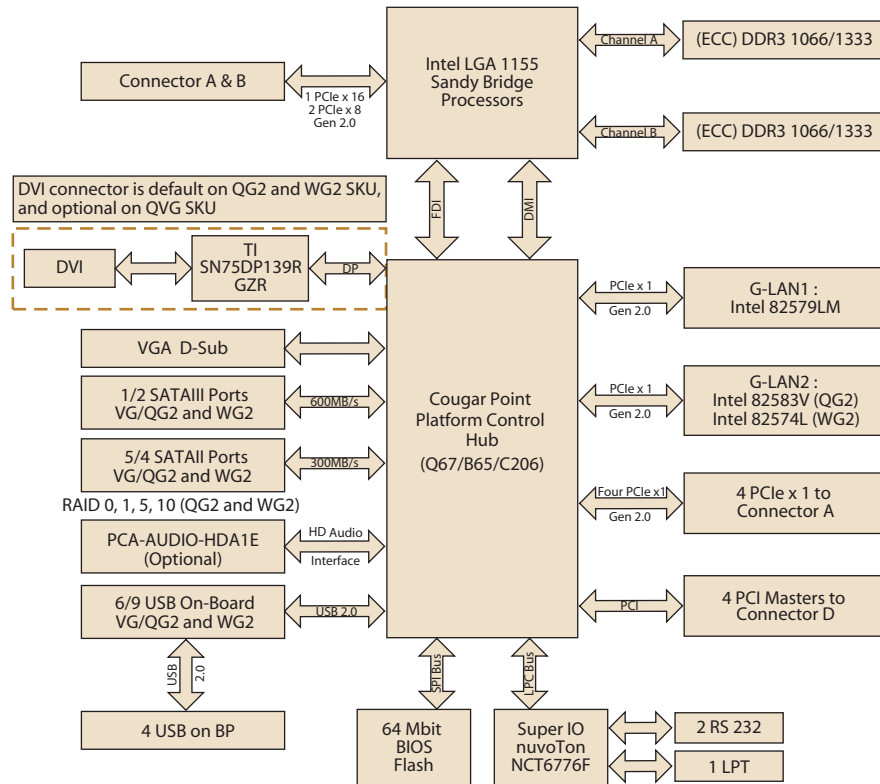 Intel LGA 1155
Sandy Bridge
Processors
Channel A
(ECC) DDR3 1066/1333
Channel B
(ECC) DDR3 1066/1333
Connector A & B
1 PCIe x 16
2 PCIe x 8
Gen 2.0
FDI
DMI
DVI connector is default on QG2 and WG2 SKU,
and optional on QVG SKU
DVI
TI
SN75DP139R
GZR
DP
VGA D-Sub
1/2 SATAIII Ports
VG/QG2 and WG2
600MB/s
5/4 SATAII Ports
VG/QG2 and WG2
300MB/s
RAID 0, 1, 5, 10 (QG2 and WG2)
PCA-AUDIO-HDA1E
(Optional)
HD Audio
Interface
6/9 USB On-Board
VG/QG2 and WG2
USB 2.0
USB
2.0
4 USB on BP
Cougar Point
Platform Control
Hub
(Q67/B65/C206)
PCIe x 1
Gen 2.0
G-LAN1 :
Intel 82579LM
PCIe x 1
Gen 2.0
G-LAN2 :
Intel 82583V (QG2)
Intel 82574L (WG2)
Four PCIe x1
Gen 2.0
4 PCIe x 1 to
Connector A
PCI
4 PCI Masters to
Connector D
SPI Bus
LPC Bus
64 Mbit
BIOS
Flash
Super IO
nuvoTon
NCT6776F
2 RS 232
1 LPT